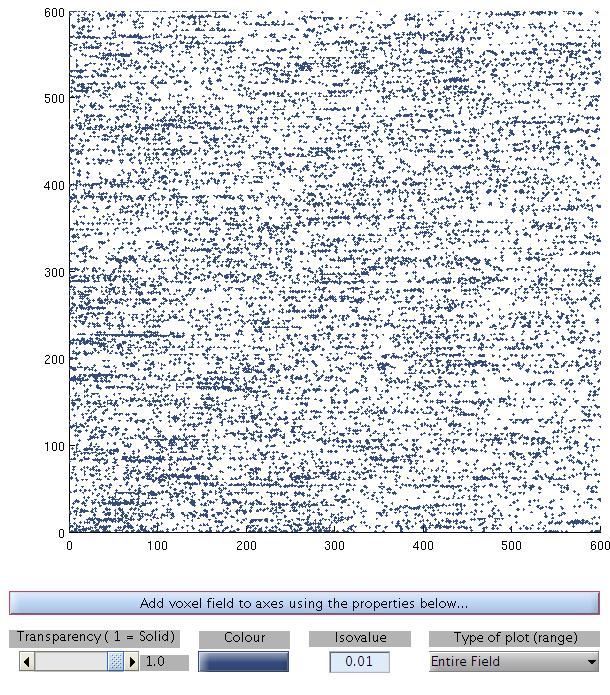 600
500
400
300
200
100
0
0 100 200 300 400 500 600
Add voxel field to axes using the properties below...
Transparency ( 1 = Solid) Colour Isovalue Type of plot (range)
1.0 0.01 Entire Field